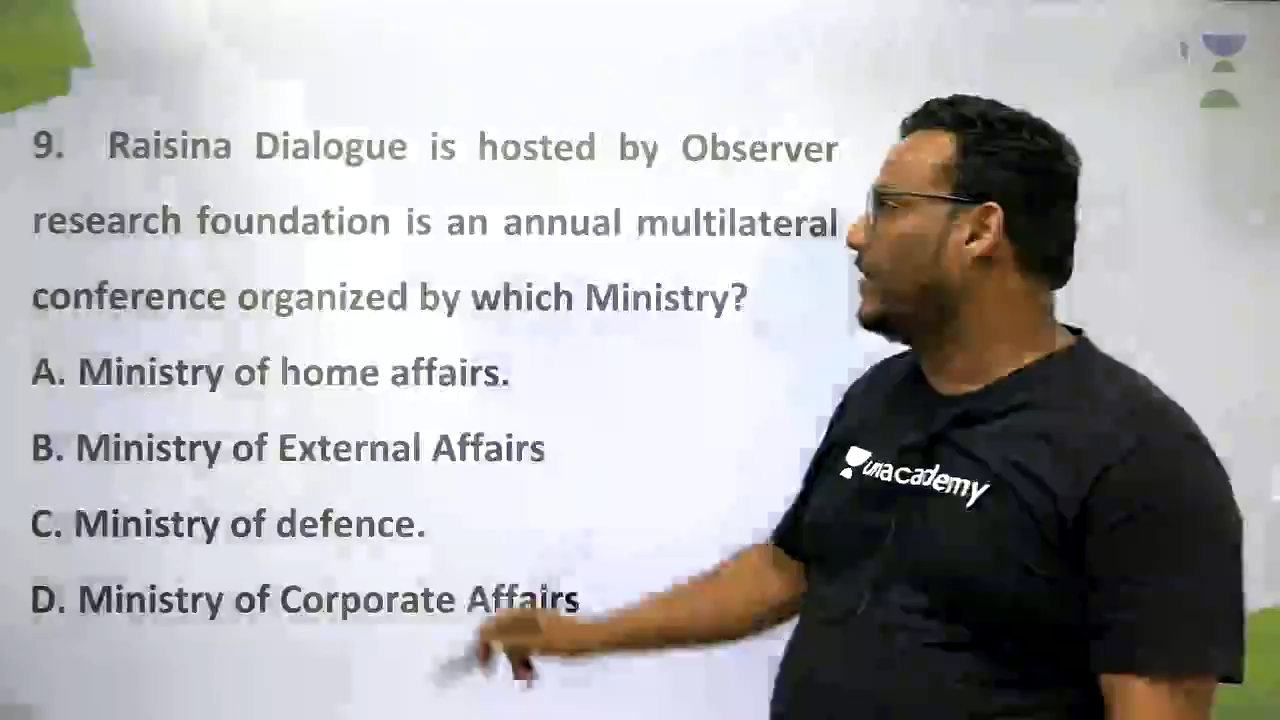 9. Raisina Dialogue is hosted by Observer
research foundation is an annual multilateral
conference organized by which Ministry?
A. Ministry of home affairs.
B. Ministry of External Affairs
C. Ministry of defence.
D. Ministry of Corporate Affairs
unacademy